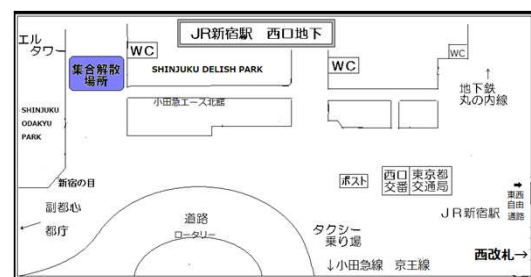 JR新宿駅 西口地下
エル
タワー
WC
WC
WC
集合解散
場所
SHINJUKU DELISH PARK
↑
地下鉄
丸の内線
小田急エース北館
SHINJUKU
ODAKYU
PARK
新宿の目
ポスト
西口
交番
東京都
交通局
➡
東西
自由
通路
副都心
都庁
道路
ロータリー
タクシー
乗り場
JR新宿駅
西改札→
↓小田急線 京王線